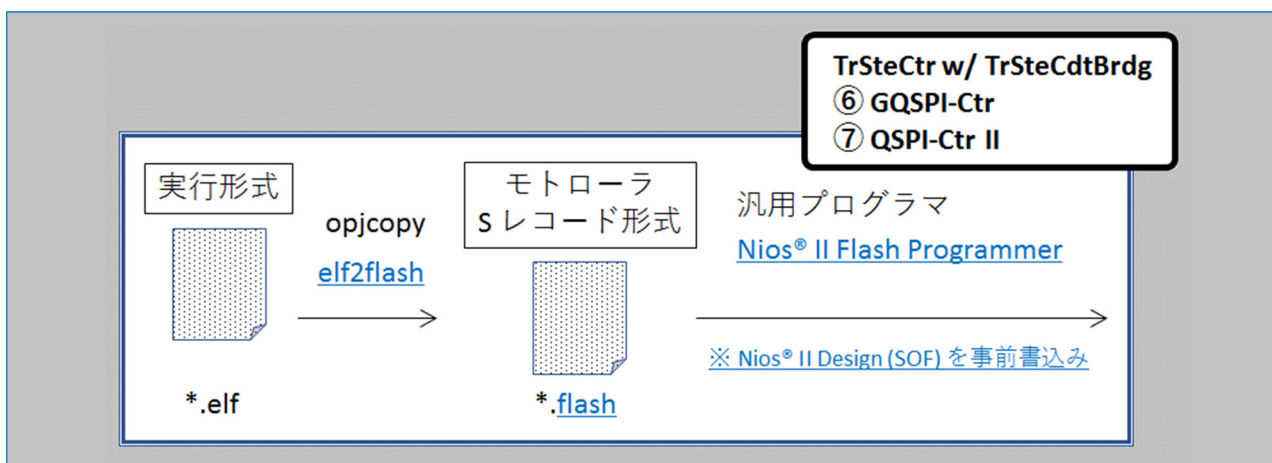 TrSteCtr w/ TrSteCdtBrdg
⑥ GQSPI-Ctr
⑦ QSPI-Ctr II
実行形式
opjcopy
elf2flash
*.elf
モトローラ
S レコード形式
*.flash
汎用プログラマ
Nios® II Flash Programmer
※ Nios® II Design (SOF) を事前書込み